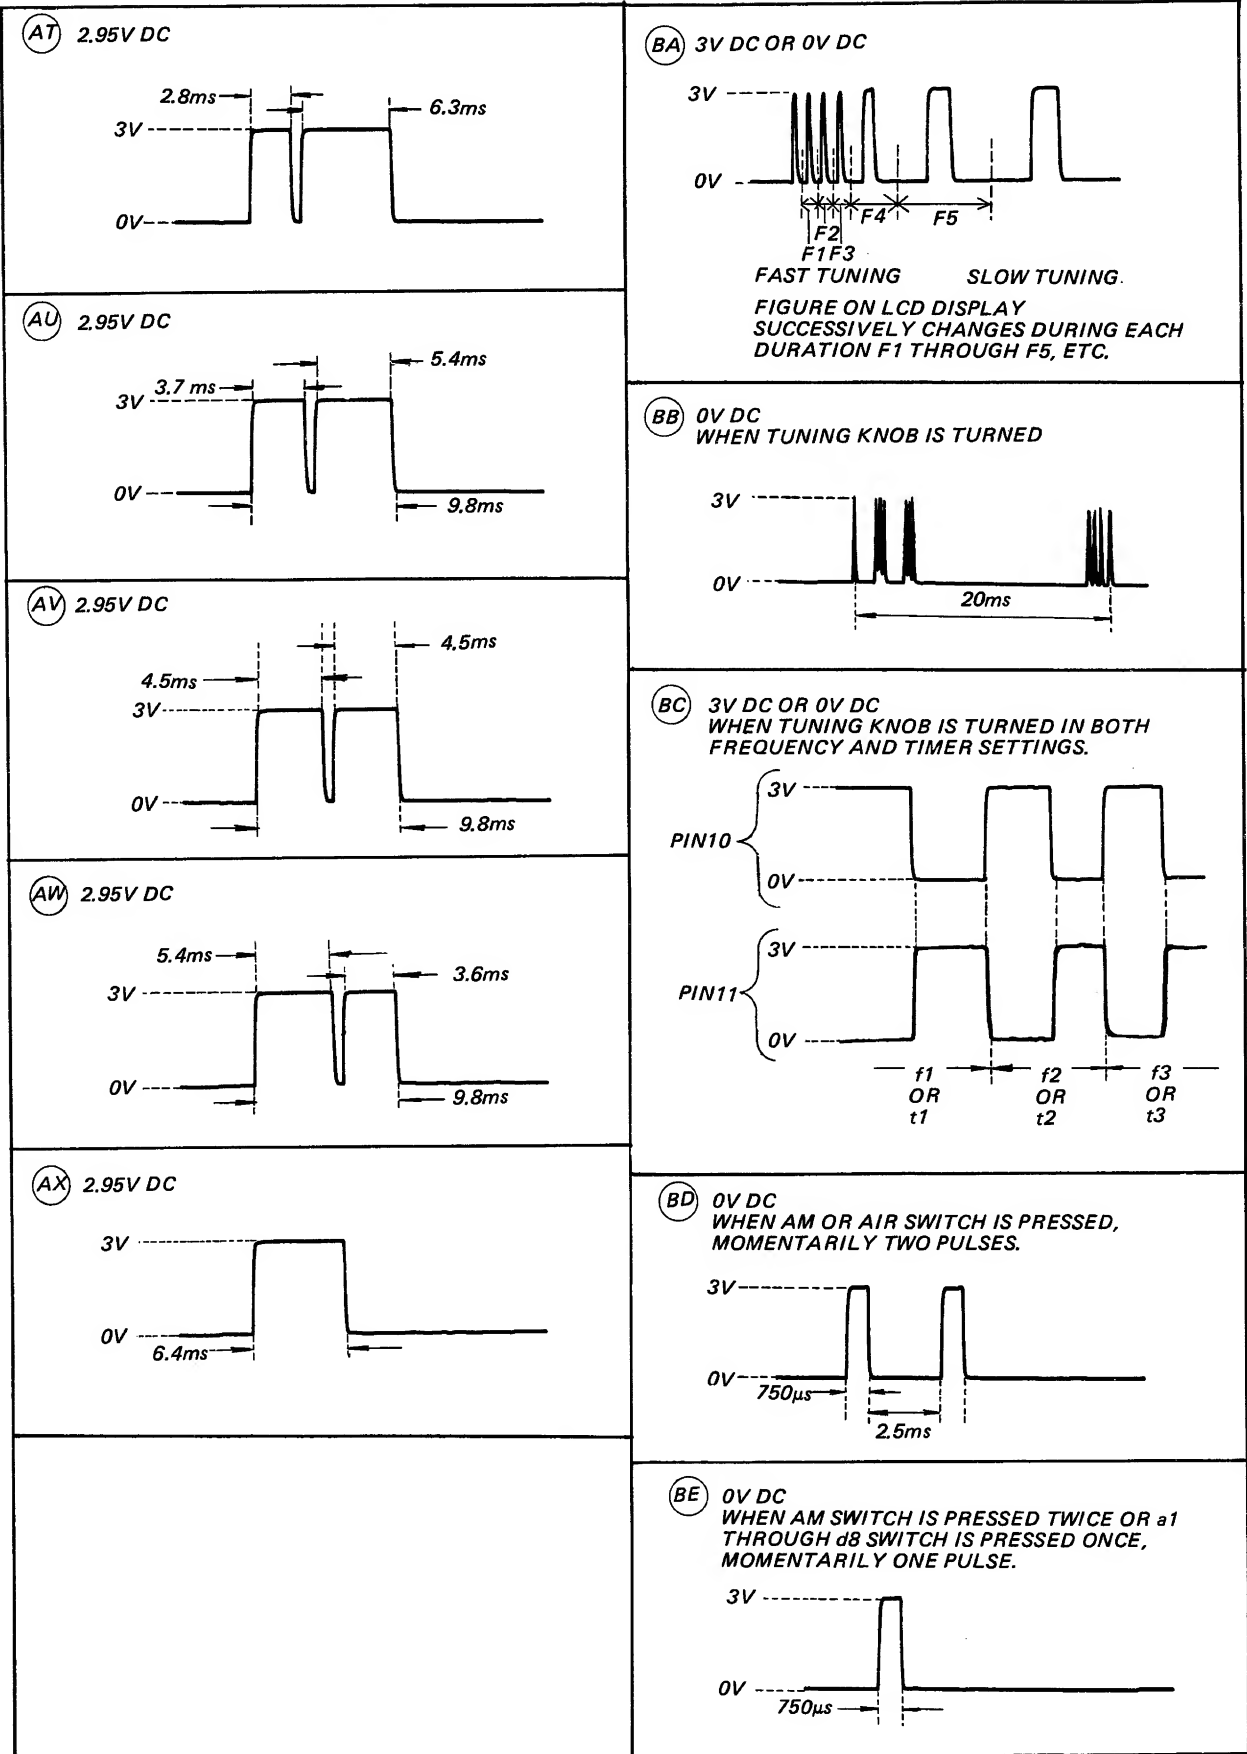 AT 2.95V DC
2.8ms
6.3ms
3V
0V
AU 2.95V DC
5.4ms
3.7 ms
3V
0V
9.8ms
AV 2.95V DC
4.5ms
4.5ms
3V
0V
9.8ms
AW 2.95V DC
5.4ms
3.6ms
3V
0V
9.8ms
AX 2.95V DC
3V
0V
6.4ms
BA 3V DC OR 0V DC
3V
0V
F4 F5
F2
F1 F3
FAST TUNING SLOW TUNING.
FIGURE ON LCD DISPLAY
SUCCESSIVELY CHANGES DURING EACH
DURATION F1 THROUGH F5, ETC.
BB 0V DC
WHEN TUNING KNOB IS TURNED
3V
0V
20ms
BC 3V DC OR 0V DC
WHEN TUNING KNOB IS TURNED IN BOTH
FREQUENCY AND TIMER SETTINGS.
3V
PIN10
0V
3V
PIN11
0V
f1 f2 f3
OR OR OR
t1 t2 t3
BD 0V DC
WHEN AM OR AIR SWITCH IS PRESSED,
MOMENTARILY TWO PULSES.
3V
0V
750μs
2.5ms
BE 0V DC
WHEN AM SWITCH IS PRESSED TWICE OR a1
THROUGH d8 SWITCH IS PRESSED ONCE,
MOMENTARILY ONE PULSE.
3V
0V
750μs